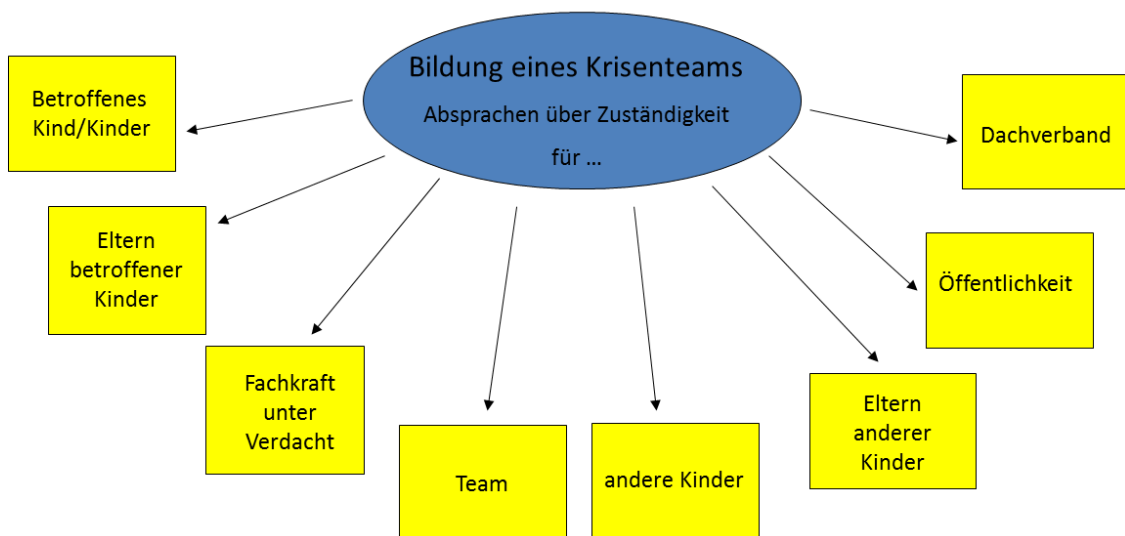 Bildung eines Krisenteams
Absprachen über Zuständigkeit
für ...
Betroffenes
Kind/Kinder
Eltern
betroffener
Kinder
Fachkraft
unter
Verdacht
Team
andere Kinder
Eltern
anderer
Kinder
Öffentlichkeit
Dachverband